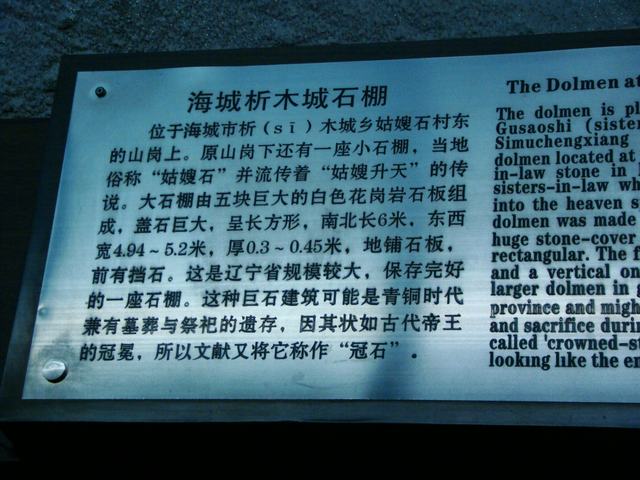 海城析木城石棚
位于海城市析（sī）木城乡姑嫂石村东
的山岗上。原山岗下还有一座小石棚，当地
俗称“姑嫂石”并流传着“姑嫂升天”的传
说。大石棚由五块巨大的白色花岗岩石板组
成，盖石巨大，呈长方形，南北长6米，东西
宽4.94～5.2米，厚0.3～0.45米，地铺石板，
前有挡石。这是辽宁省规模较大，保存完好
的一座石棚。这种巨石建筑可能是青铜时代
兼有墓葬与祭祀的遗存，因其状如古代帝王
的冠冕，所以文献又将它称作“冠石”。
The Dolmen at
The dolmen is pl
Gusaoshi (sister
Simuchengxiang
dolmen located at
in-law stone in
sisters-in-law wh
into the heaven s
dolmen was made
huge stone-cover
rectangular. The f
and a vertical on
larger dolmen in
province and migh
and sacrifice duri
called 'crowned-st
looking like the e